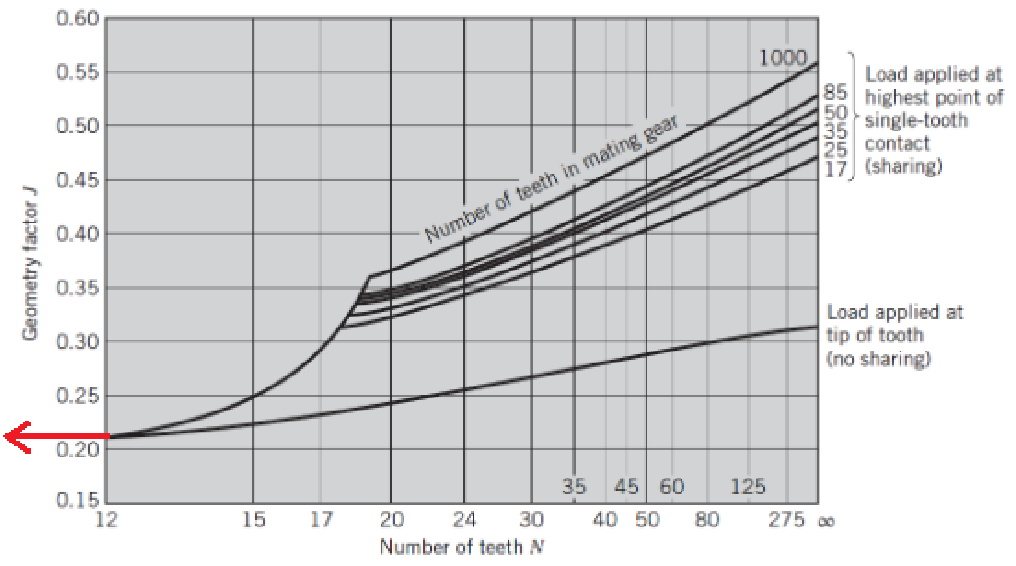 0.60
0.55
0.50
0.45
0.40
0.35
0.30
0.25
0.20
0.15
Geometry factor J
1000
85
50
35
25
17
Load applied at
highest point of
single-tooth
contact
(sharing)
Number of teeth in mating gear
Load applied at
tip of tooth
(no sharing)
35 45 60 125
12 15 17 20 24 30 40 50 80 275 ∞
Number of teeth N